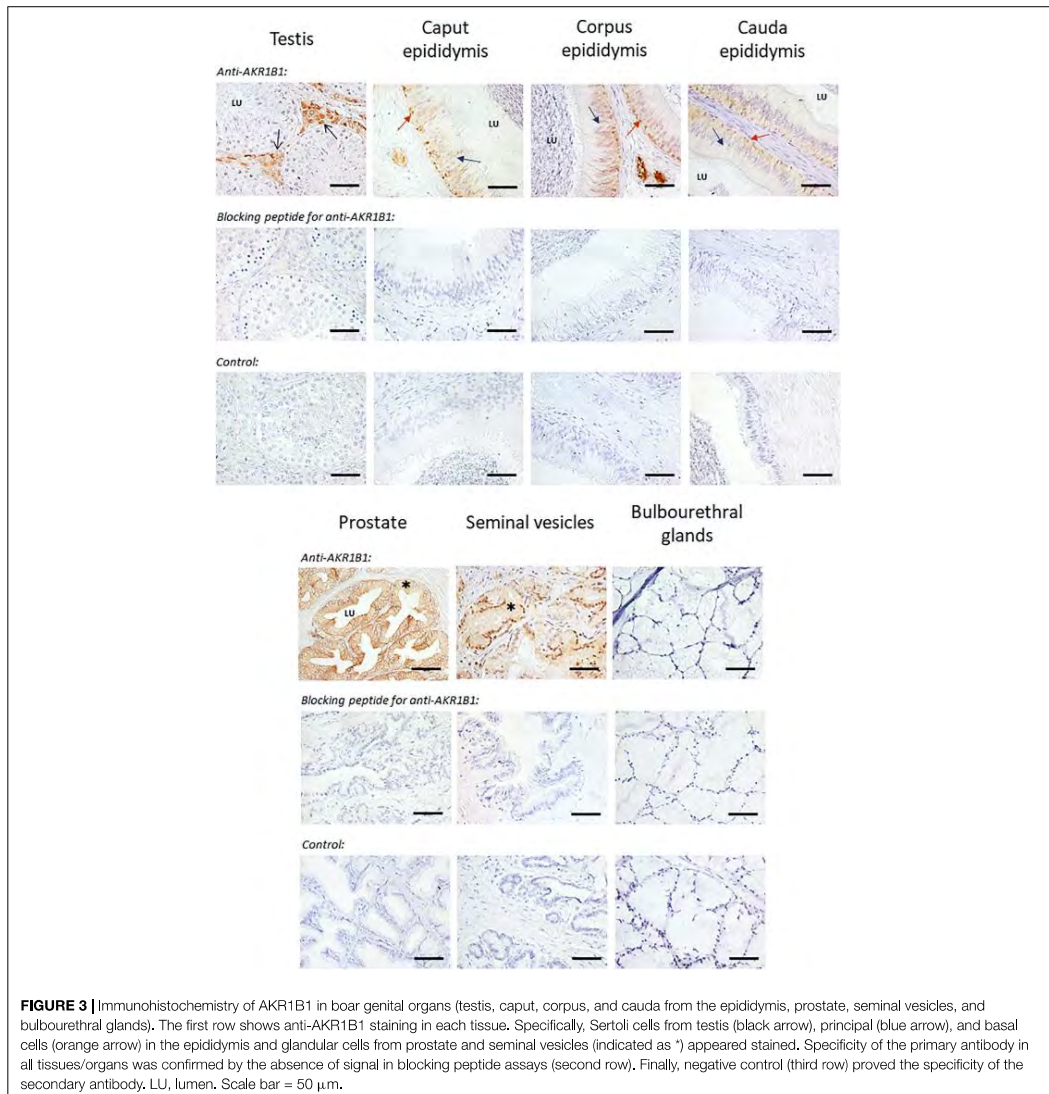 Testis
Caput
epididymis
Corpus
epididymis
Cauda
epididymis
Anti-AKR1B1:
LU
LU
LU
LU
LU
Blocking peptide for anti-AKR1B1:
Control:
Prostate
Seminal vesicles
Bulbourethral
glands
Anti-AKR1B1:
*
LU
*
Blocking peptide for anti-AKR1B1:
Control:
FIGURE 3 | Immunohistochemistry of AKR1B1 in boar genital organs (testis, caput, corpus, and cauda from the epididymis, prostate, seminal vesicles, and
bulbourethral glands). The first row shows anti-AKR1B1 staining in each tissue. Specifically, Sertoli cells from testis (black arrow), principal (blue arrow), and basal
cells (orange arrow) in the epididymis and glandular cells from prostate and seminal vesicles (indicated as *) appeared stained. Specificity of the primary antibody in
all tissues/organs was confirmed by the absence of signal in blocking peptide assays (second row). Finally, negative control (third row) proved the specificity of the
secondary antibody. LU, lumen. Scale bar = 50 μm.